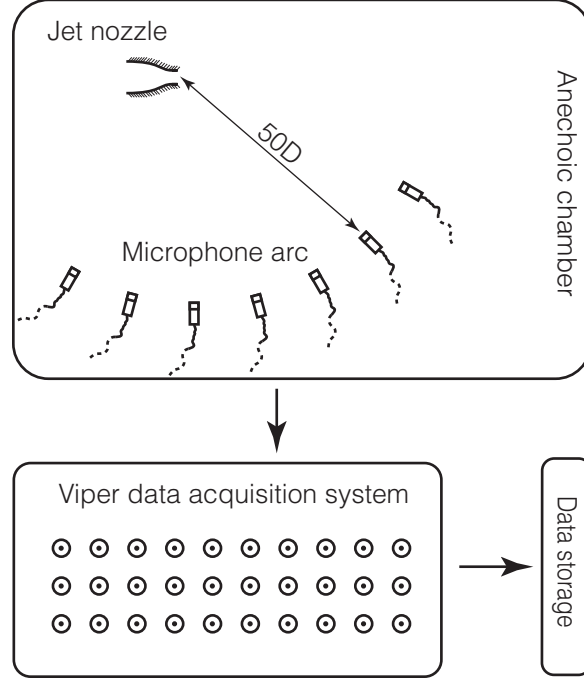 Jet nozzle
50D
Anechoic chamber
Microphone arc
Viper data acquisition system
Data storage